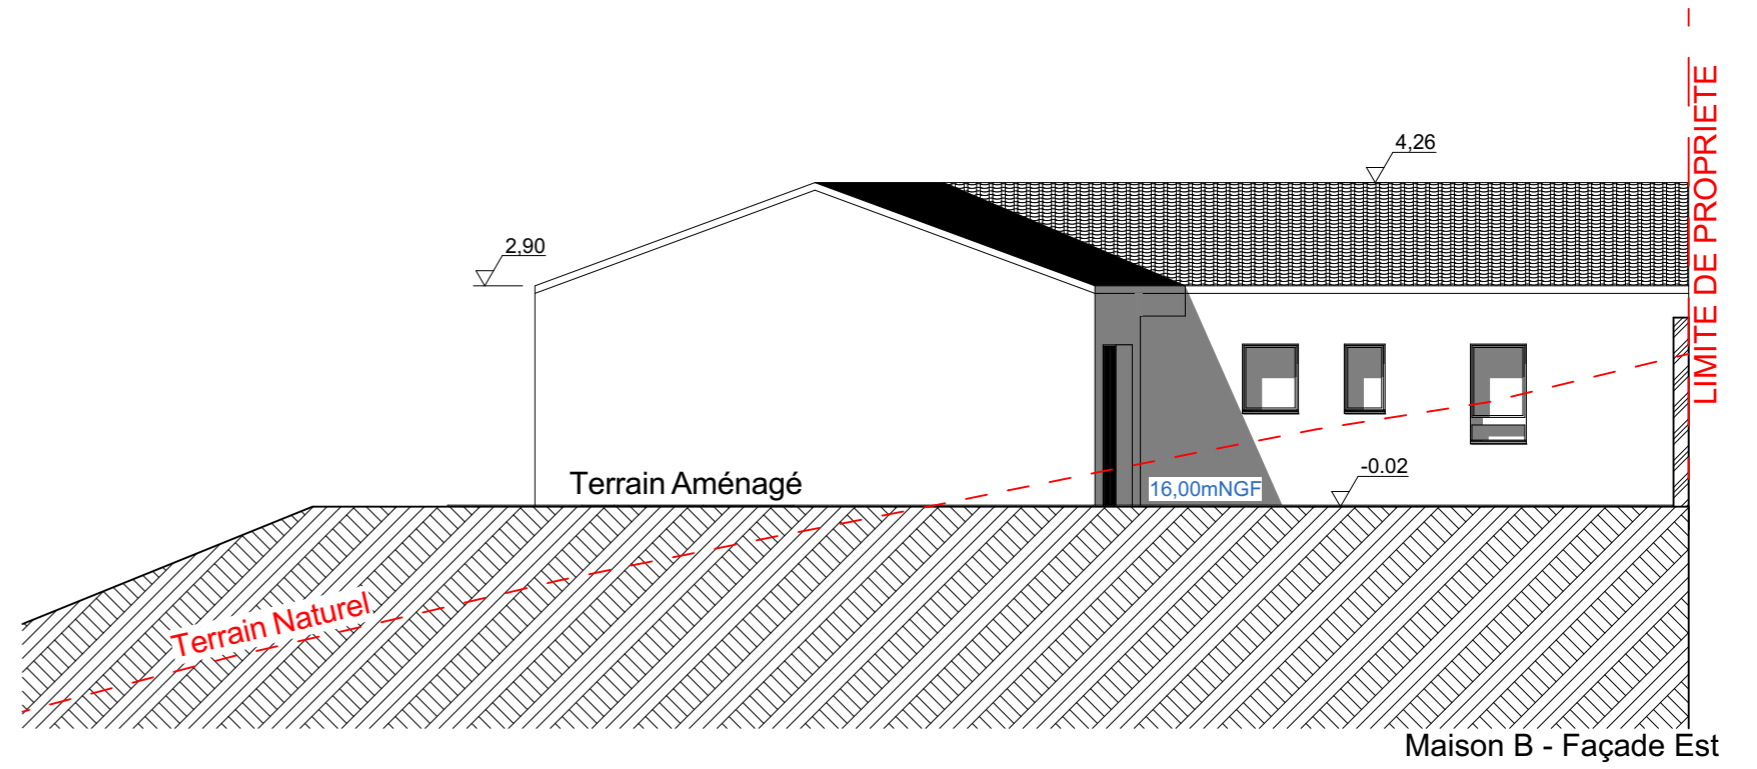 4,26
LIMITE DE PROPRIETE
2,90
-0.02
Terrain Aménagé
16,00mNGF
Terrain Naturel
Maison B - Façade Est